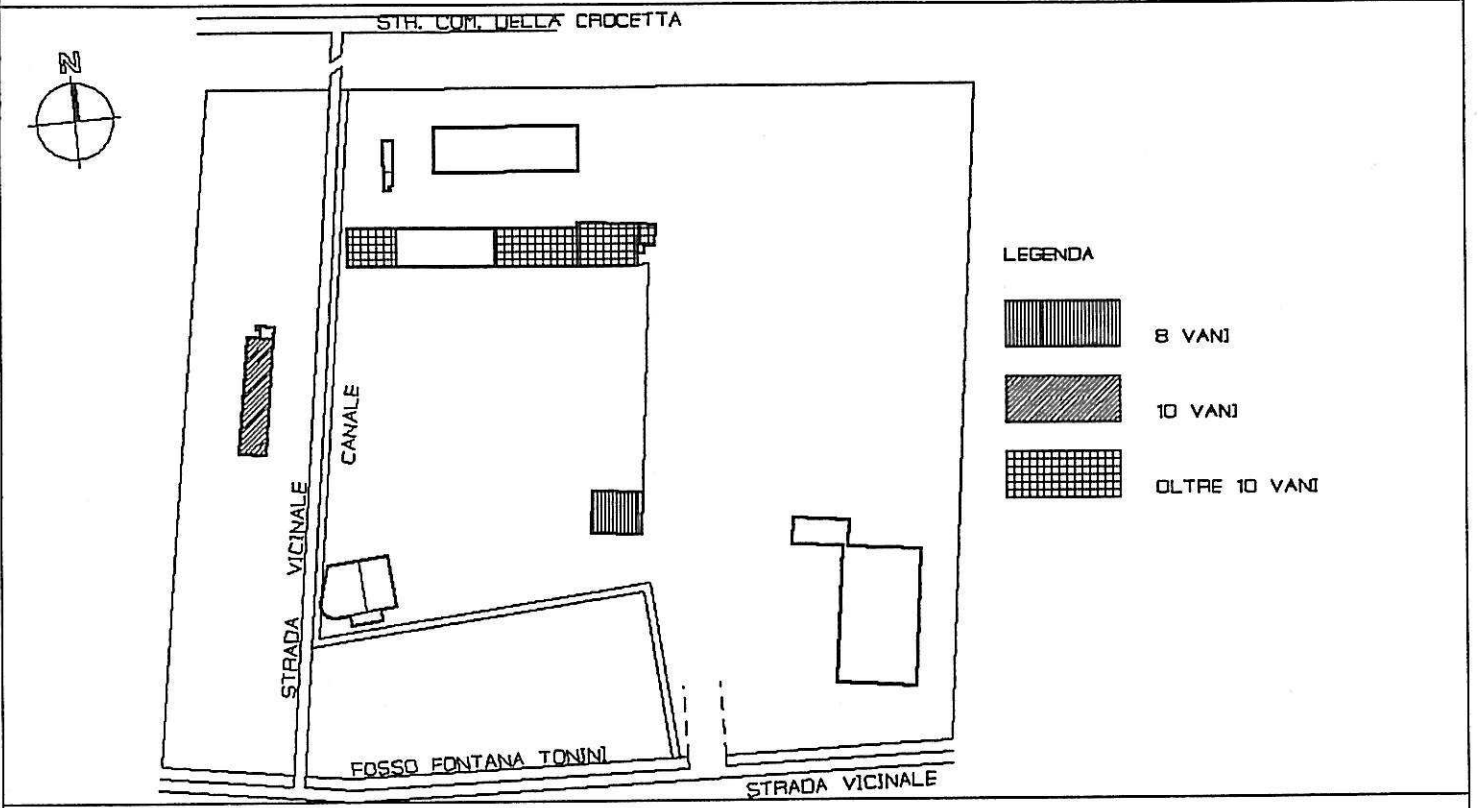 STR. COM. DELLA CROCETTA
N
LEGENDA
8 VANI
10 VANI
OLTRE 10 VANI
CANALE
STRADA VICINALE
FOSSO FONTANA TONINI
STRADA VICINALE